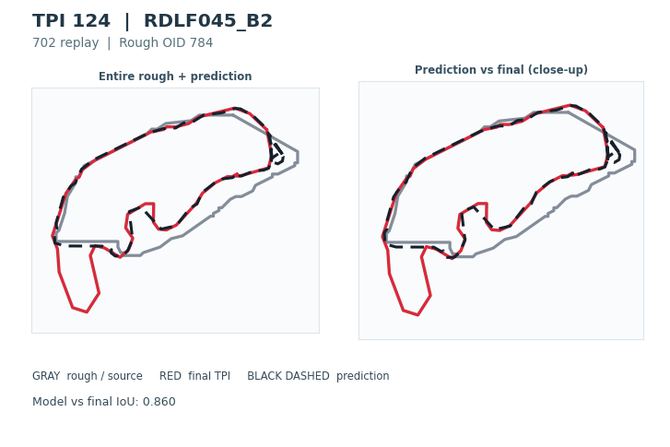 TPI 124 | RDLF045_B2
702 replay | Rough OID 784
Entire rough + prediction
Prediction vs final (close-up)
GRAY rough / source RED final TPI BLACK DASHED prediction
Model vs final IoU: 0.860